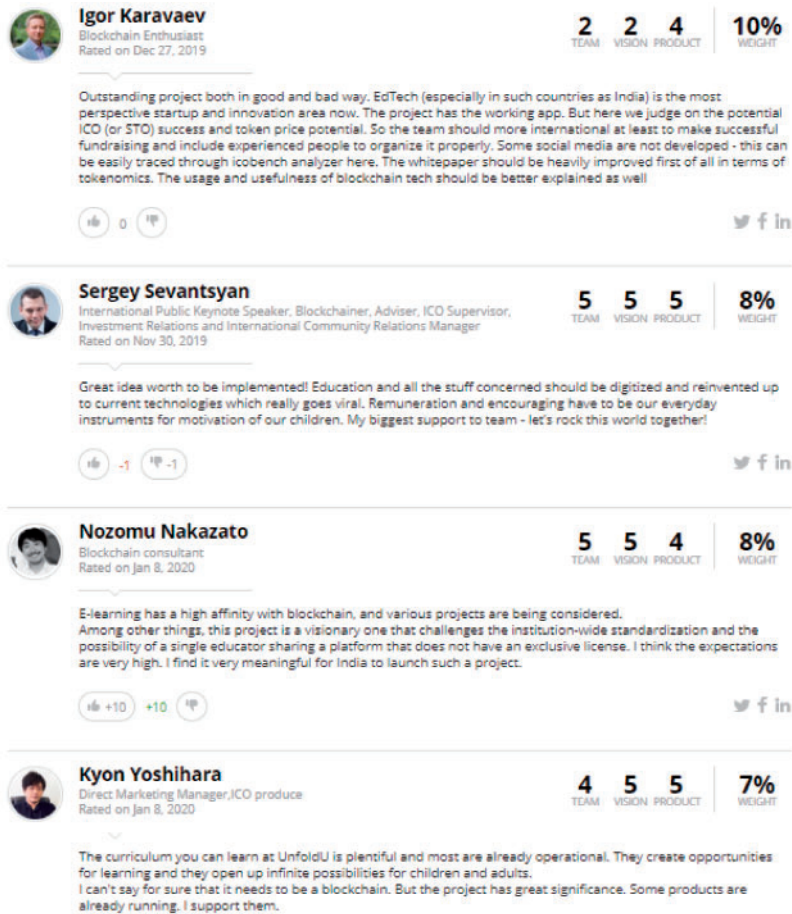 Igor Karavaev
Blockchain Enthusiast
Rated on Dec 27, 2019
2 2 4 10%
TEAM VISION PRODUCT WEIGHT
Outstanding project both in good and bad way. EdTech (especially in such countries as India) is the most
perspective startup and innovation area now. The project has the working app. But here we judge on the potential
ICO (or STO) success and token price potential. So the team should more international at least to make successful
fundraising and include experienced people to organize it properly. Some social media are not developed - this can
be easily traced through icobench analyzer here. The whitepaper should be heavily improved first of all in terms of
tokenomics. The usage and usefulness of blockchain tech should be better explained as well
0
Sergey Sevantsyan
International Public Keynote Speaker, Blockchainer, Adviser, ICO Supervisor,
Investment Relations and International Community Relations Manager
Rated on Nov 30, 2019
5 5 5 8%
TEAM VISION PRODUCT WEIGHT
Great idea worth to be implemented! Education and all the stuff concerned should be digitized and reinvented up
to current technologies which really goes viral. Remuneration and encouraging have to be our everyday
instruments for motivation of our children. My biggest support to team - let's rock this world together!
-1 -1
Nozomu Nakazato
Blockchain consultant
Rated on Jan 8, 2020
5 5 4 8%
TEAM VISION PRODUCT WEIGHT
E-learning has a high affinity with blockchain, and various projects are being considered.
Among other things, this project is a visionary one that challenges the institution-wide standardization and the
possibility of a single educator sharing a platform that does not have an exclusive license. I think the expectations
are very high. I find it very meaningful for India to launch such a project.
+10 +10
Kyon Yoshihara
Direct Marketing Manager,ICO produce
Rated on Jan 8, 2020
4 5 5 7%
TEAM VISION PRODUCT WEIGHT
The curriculum you can learn at UnfoldU is plentiful and most are already operational. They create opportunities
for learning and they open up infinite possibilities for children and adults.
I can't say for sure that it needs to be a blockchain. But the project has great significance. Some products are
already running. I support them.